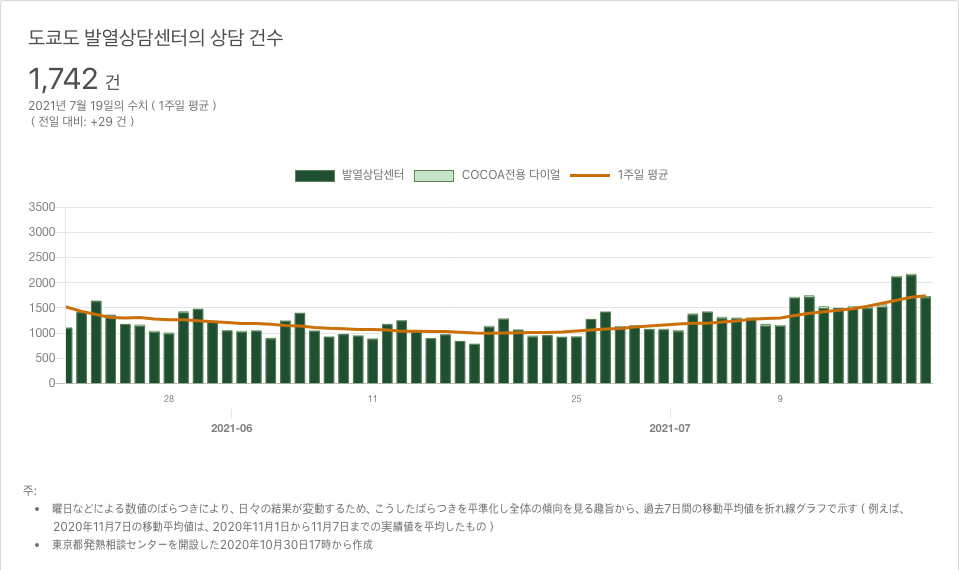 도쿄도 발열상담센터의 상담 건수
1,742 건
2021년 7월 19일의 수치 ( 1주일 평균 )
( 전일 대비: +29 건 )
발열상담센터 COCOA전용 다이얼 1주일 평균
3500
3000
2500
2000
1500
1000
500
0
28 11 25 9
2021-06 2021-07
주:
曜日などによる数値のばらつきにより、日々の結果が変動するため、こうしたばらつきを平準化し全体の傾向を見る趣旨から、過去7日間の移動平均値を折れ線グラフで示す ( 例えば、
2020年11月7日の移動平均値は、2020年11月1日から11月7日までの実績値を平均したもの )
東京都発熱相談センターを開設した2020年10月30日17時から作成